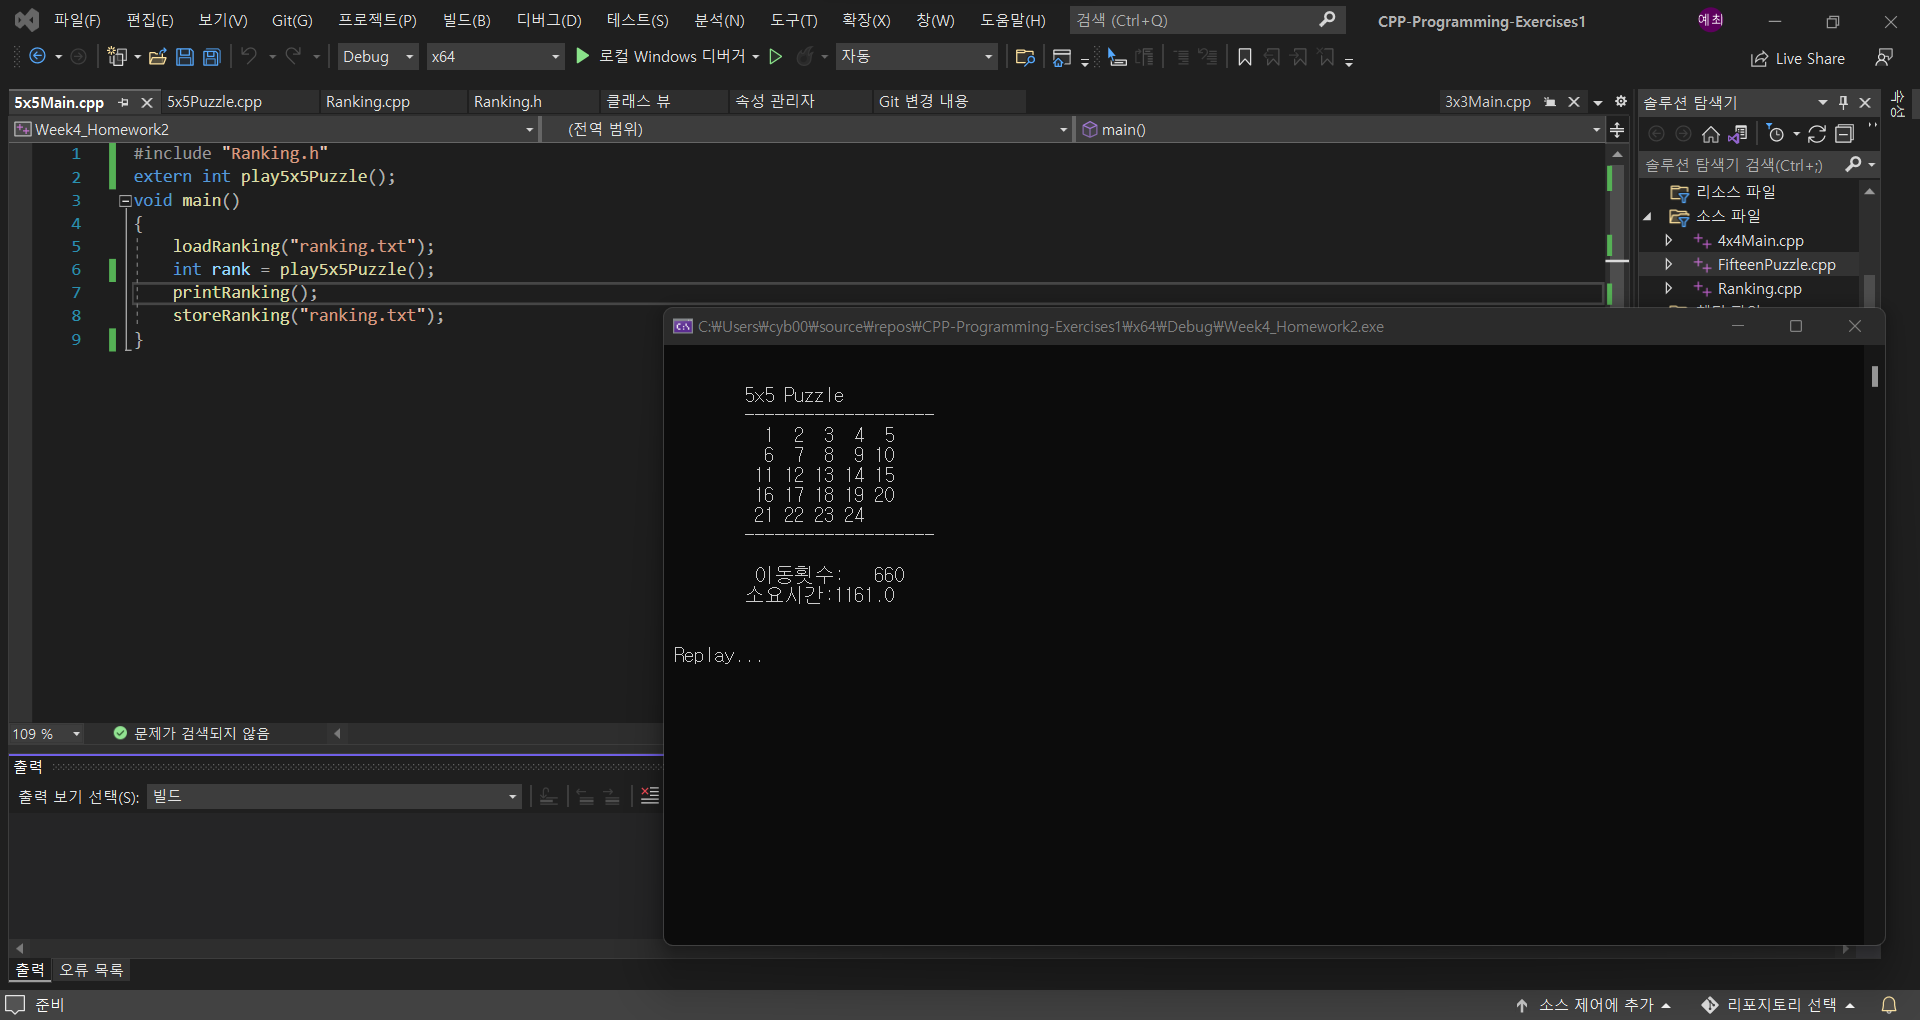 파일(F) 편집(E) 보기(V) Git(G) 프로젝트(P) 빌드(B) 디버그(D) 테스트(S) 분석(N) 도구(T) 확장(X) 창(W) 도움말(H) 검색 (Ctrl+Q) CPP-Programming-Exercises1 예최
Debug x64 로컬 Windows 디버거 자동 Live Share
5x5Main.cpp 5x5Puzzle.cpp Ranking.cpp Ranking.h 클래스 뷰 속성 관리자 Git 변경 내용 3x3Main.cpp
Week4_Homework2 (전역 범위) main()
1 #include "Ranking.h"
2 extern int play5x5Puzzle();
3 void main()
4 {
5 loadRanking("ranking.txt");
6 int rank = play5x5Puzzle();
7 printRanking();
8 storeRanking("ranking.txt");
9 }
솔루션 탐색기
속성
솔루션 탐색기 검색(Ctrl+;)
리소스 파일
소스 파일
4x4Main.cpp
FifteenPuzzle.cpp
Ranking.cpp
C:\Users\cyb00\source\repos\CPP-Programming-Exercises1\x64\Debug\Week4_Homework2.exe
5x5 Puzzle
--------------------
1 2 3 4 5
6 7 8 9 10
11 12 13 14 15
16 17 18 19 20
21 22 23 24
--------------------
이동횟수: 660
소요시간:1161.0
Replay...
109 % 문제가 검색되지 않음
출력
출력 보기 선택(S): 빌드
출력 오류 목록
준비 소스 제어에 추가 리포지토리 선택